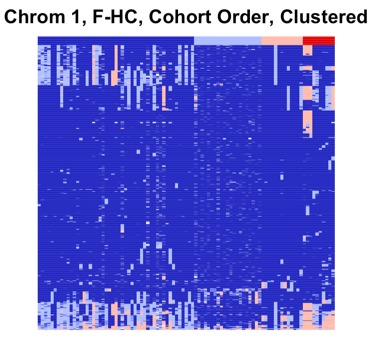 Chrom 1, F-HC, Cohort Order, Clustered